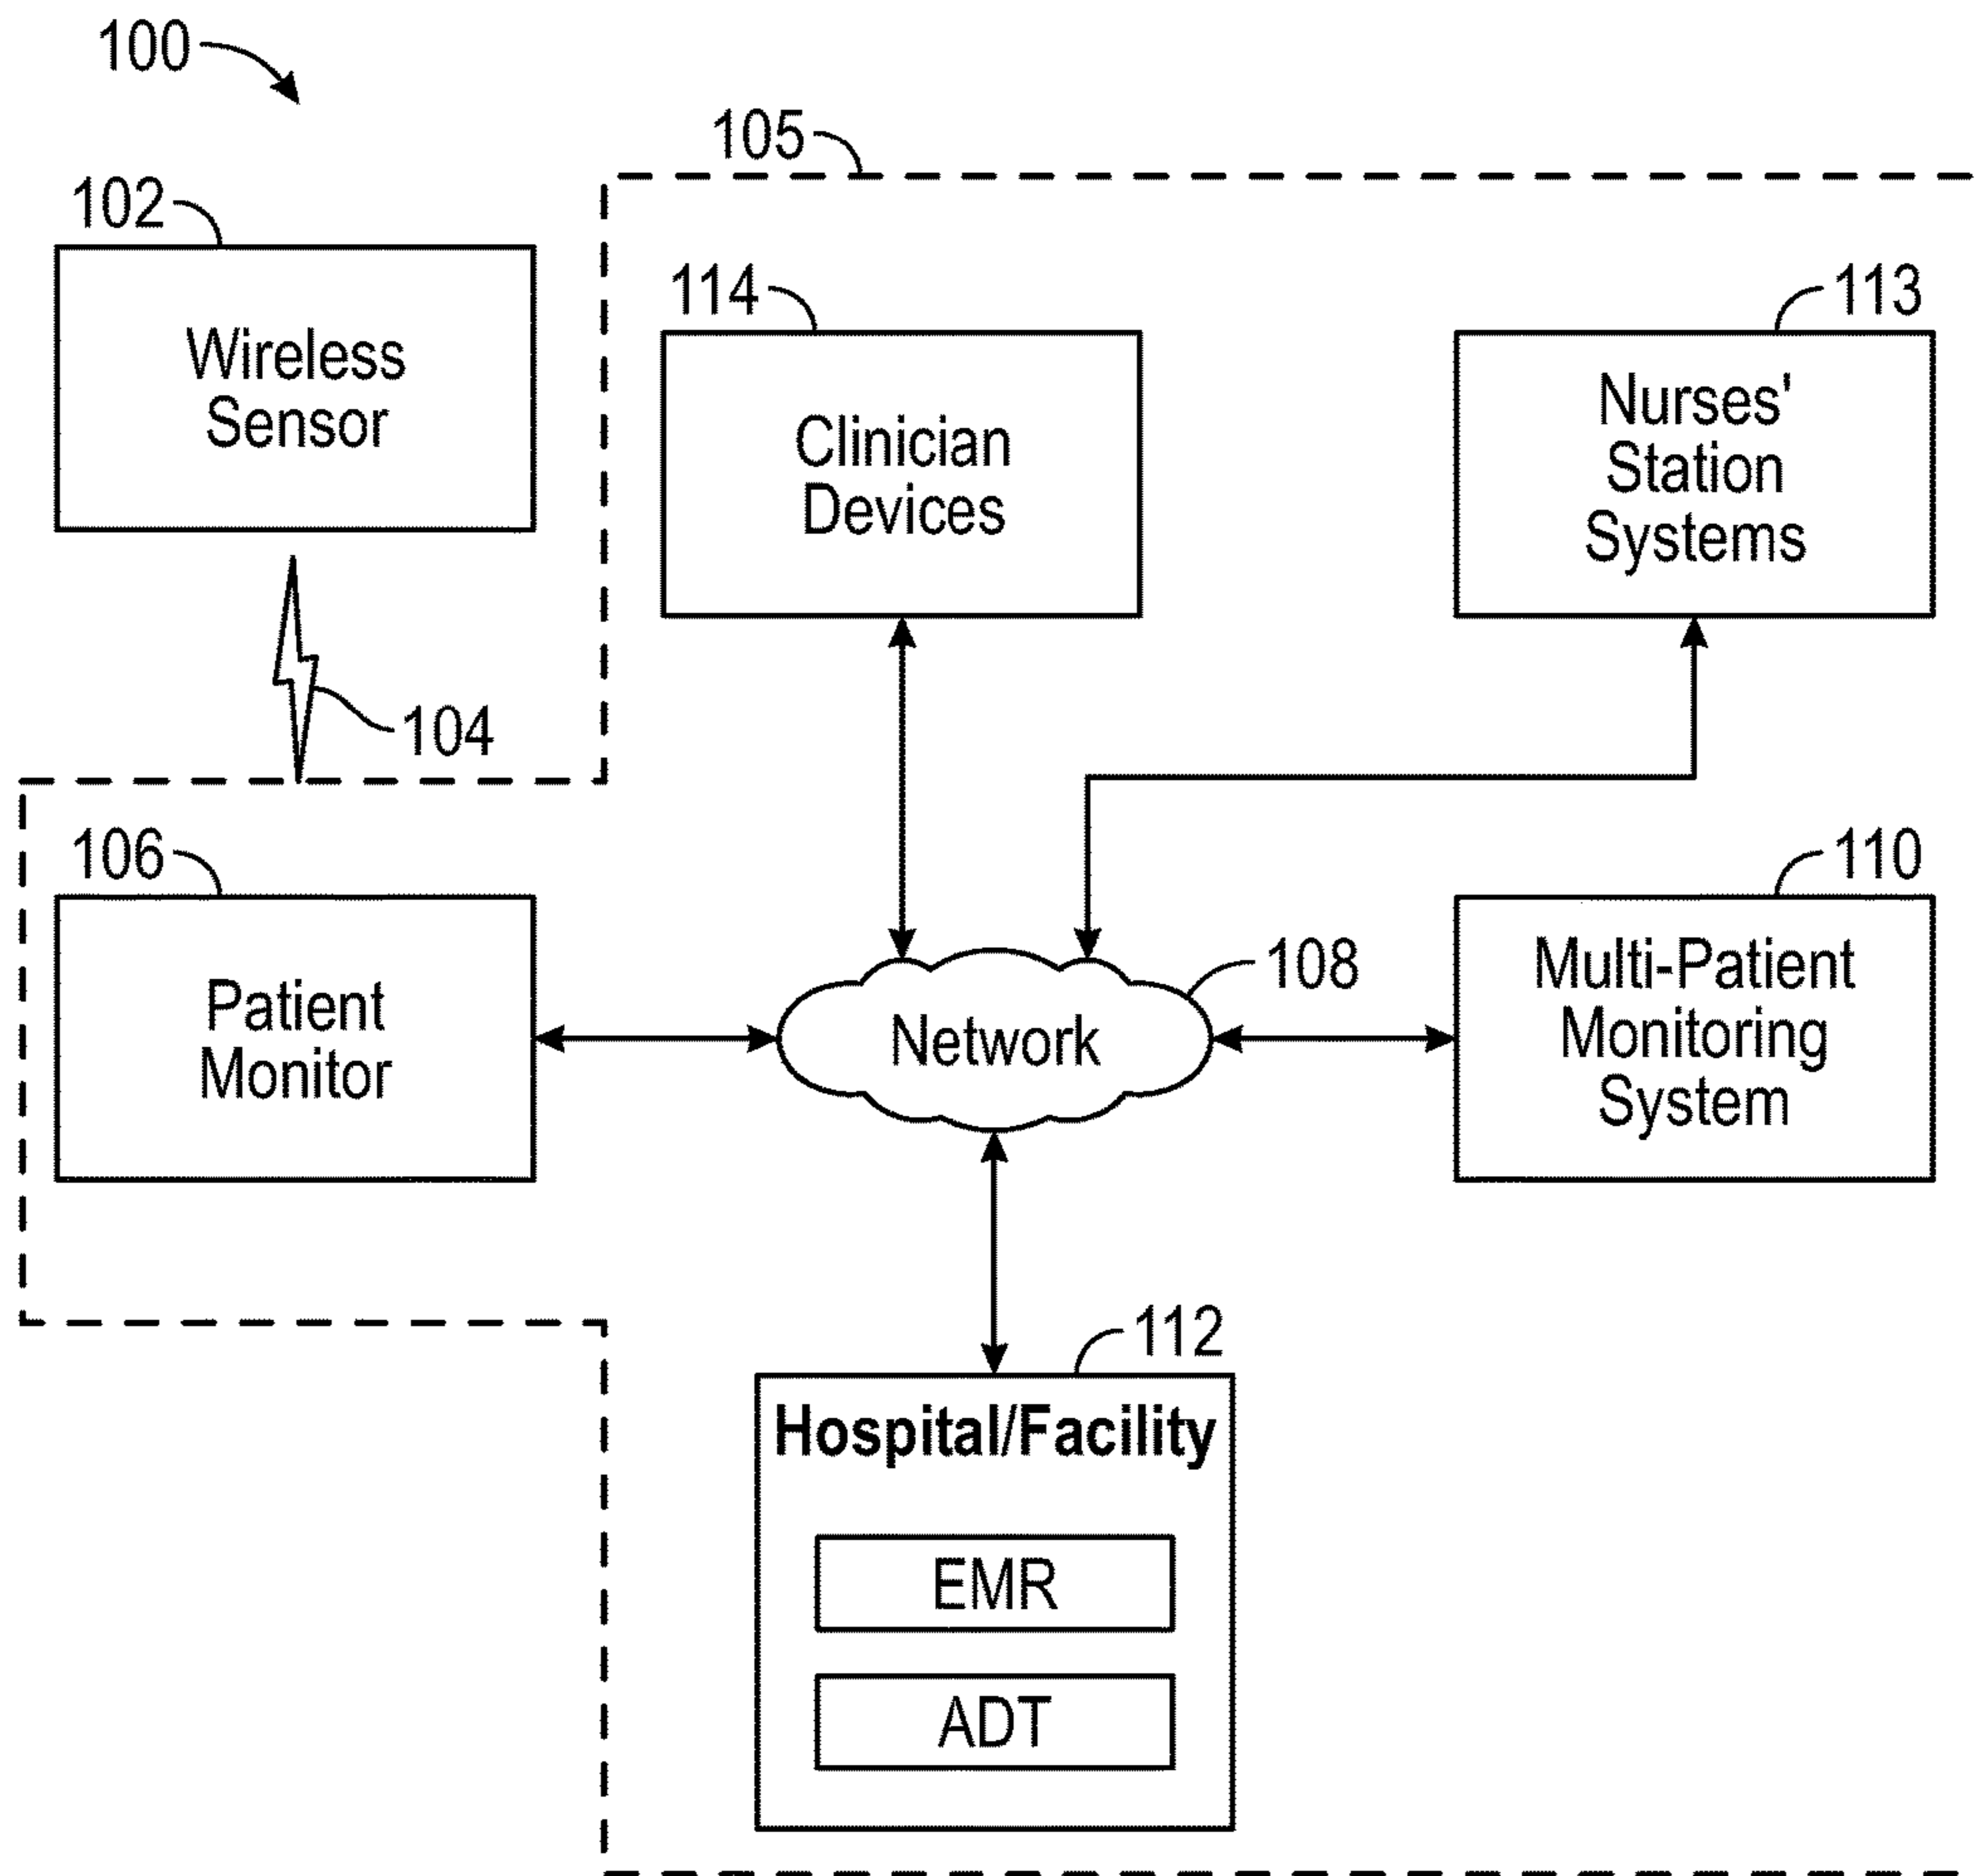 100
105
102
Wireless
Sensor
114
Clinician
Devices
113
Nurses'
Station
Systems
104
106
Patient
Monitor
108
Network
110
Multi-Patient
Monitoring
System
112
Hospital/Facility
EMR
ADT